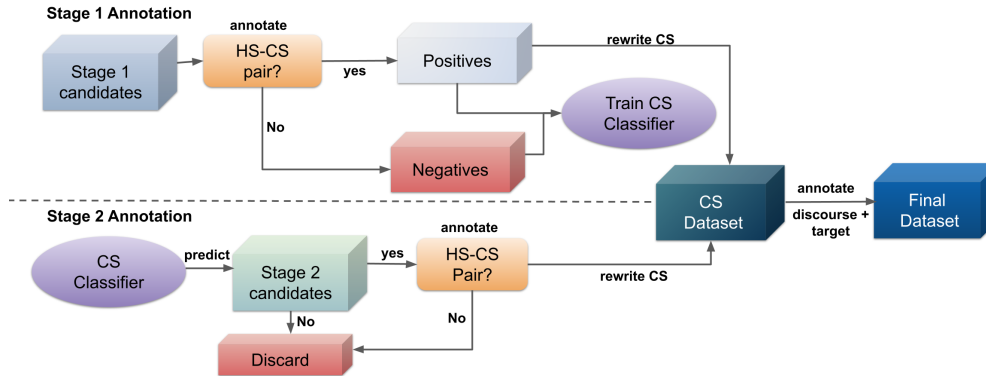 Stage 1 Annotation
annotate
HS-CS
pair?
Stage 1
candidates
yes
Positives
rewrite CS
Train CS
Classifier
No
Negatives
CS
Dataset
annotate
discourse +
target
Final
Dataset
Stage 2 Annotation
CS
Classifier
predict
Stage 2
candidates
yes
annotate
HS-CS
Pair?
rewrite CS
No
No
Discard